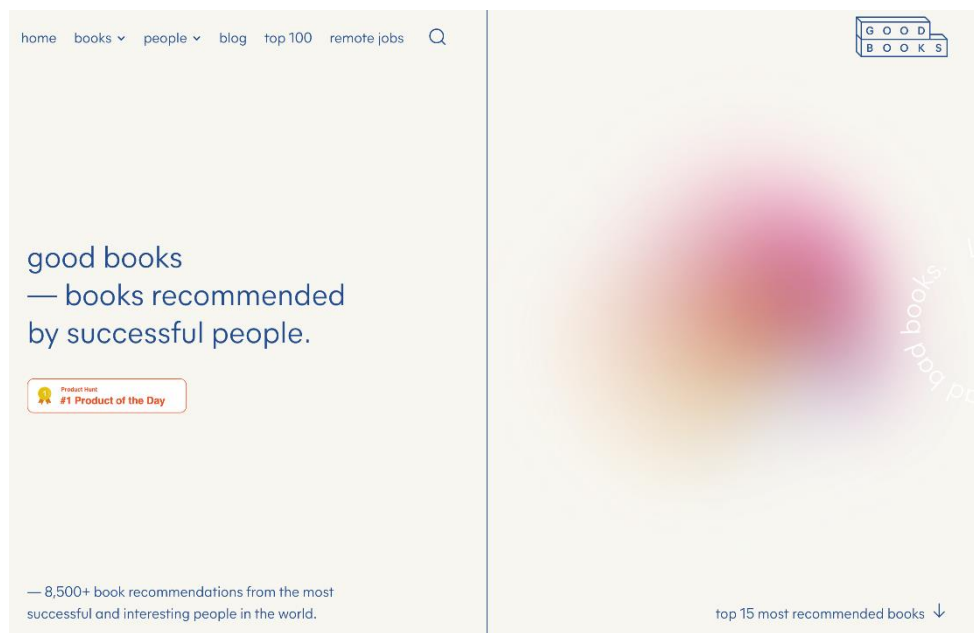 home books people blog top 100 remote jobs
GOOD
BOOKS
good books
— books recommended
by successful people.
Product Hunt
#1 Product of the Day
bad books.
— 8,500+ book recommendations from the most
successful and interesting people in the world.
top 15 most recommended books ↓